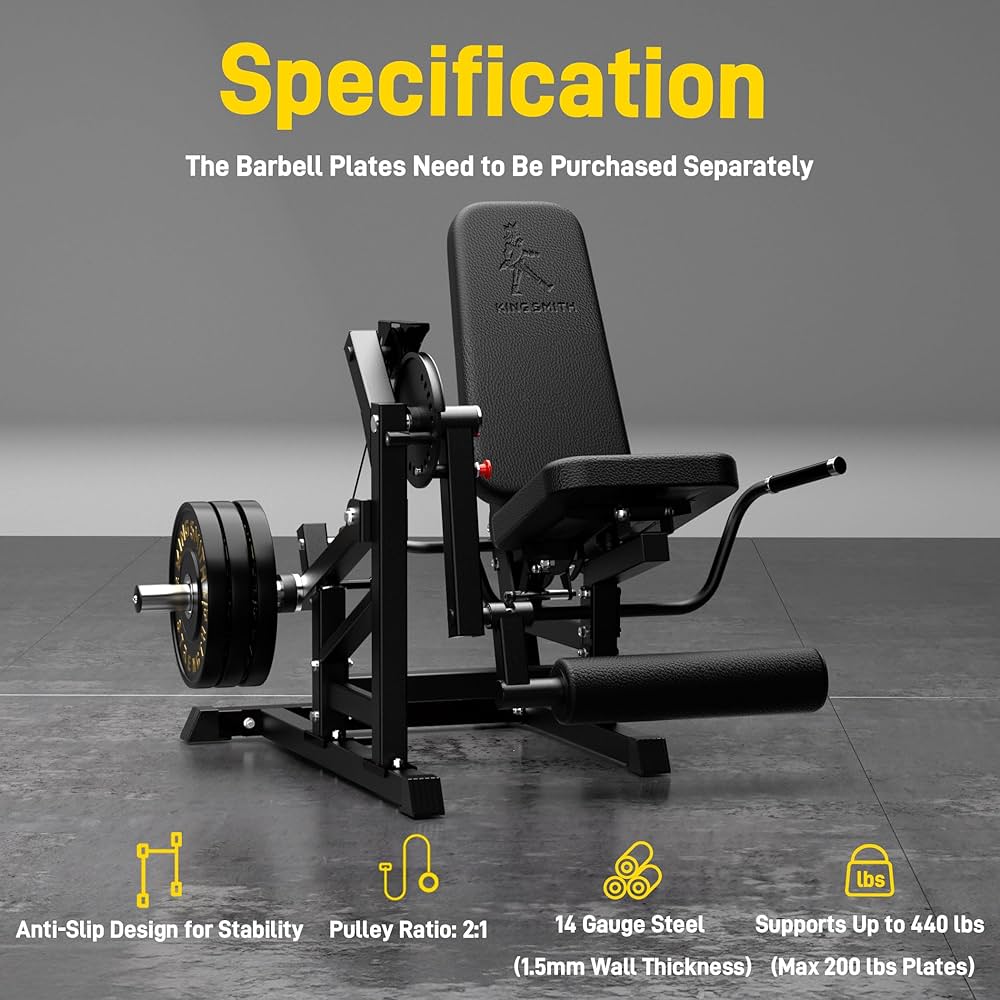 Specification
The Barbell Plates Need to Be Purchased Separately
KINGSMITH
Anti-Slip Design for Stability
Pulley Ratio: 2:1
14 Gauge Steel
(1.5mm Wall Thickness)
lbs
Supports Up to 440 lbs
(Max 200 lbs Plates)